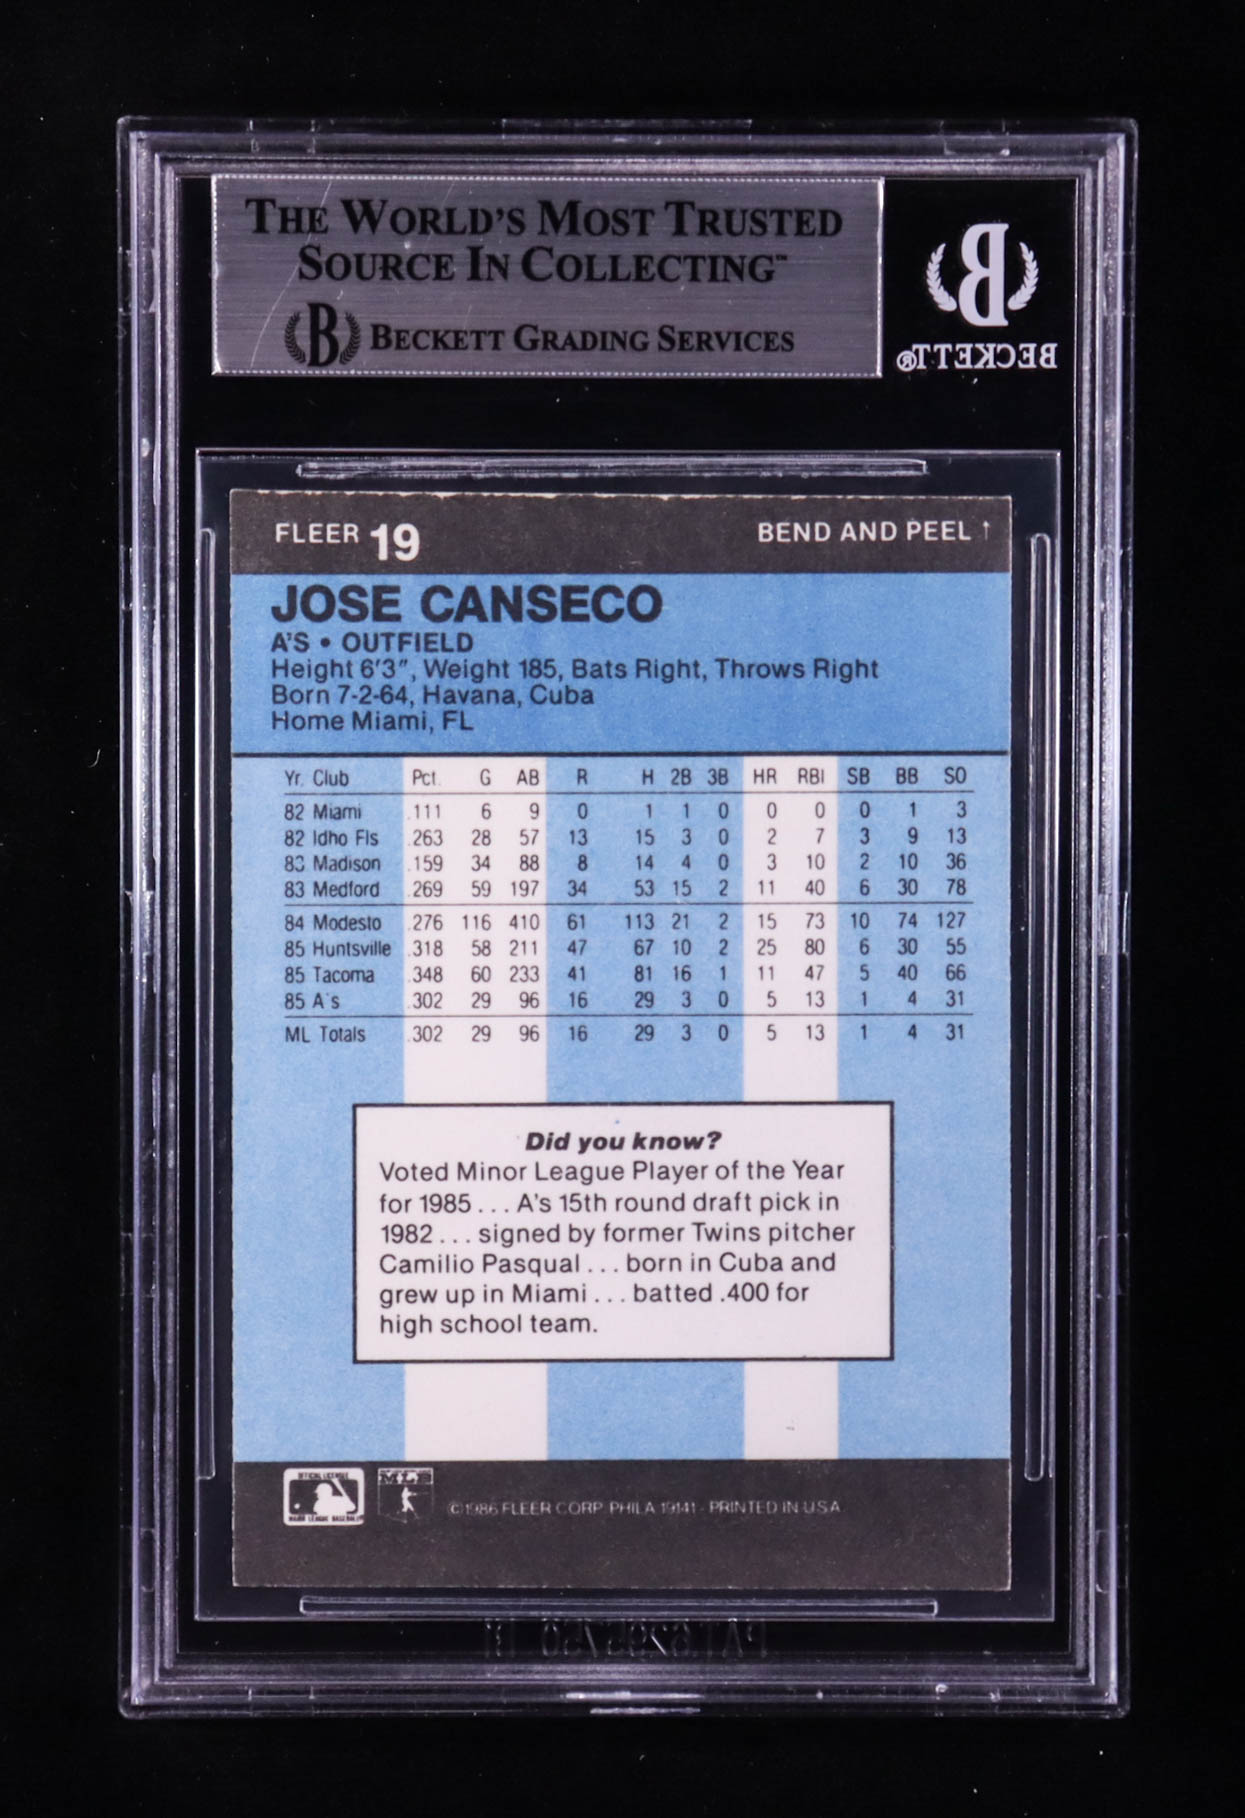 THE WORLD'S MOST TRUSTED
SOURCE IN COLLECTING™
B BECKETT GRADING SERVICES
B
BECKETT®
FLEER 19 BEND AND PEEL ↑
JOSE CANSECO
A'S • OUTFIELD
Height 6'3", Weight 185, Bats Right, Throws Right
Born 7-2-64, Havana, Cuba
Home Miami, FL
Yr. Club Pct. G AB R H 2B 3B HR RBI SB BB SO
82 Miami .111 6 9 0 1 1 0 0 0 0 1 3
82 Idho Fls .263 28 57 13 15 3 0 2 7 3 9 13
83 Madison .159 34 88 8 14 4 0 3 10 2 10 36
83 Medford .269 59 197 34 53 15 2 11 40 6 30 78
84 Modesto .276 116 410 61 113 21 2 15 73 10 74 127
85 Huntsville .318 58 211 47 67 10 2 25 80 6 30 55
85 Tacoma .348 60 233 41 81 16 1 11 47 5 40 66
85 A's .302 29 96 16 29 3 0 5 13 1 4 31
ML Totals .302 29 96 16 29 3 0 5 13 1 4 31
Did you know?
Voted Minor League Player of the Year
for 1985 . . . A's 15th round draft pick in
1982 . . . signed by former Twins pitcher
Camilio Pasqual . . . born in Cuba and
grew up in Miami . . . batted .400 for
high school team.
OFFICIAL LICENSEE
MAJOR LEAGUE BASEBALL
MLB
©1986 FLEER CORP. PHILA 19141 - PRINTED IN U.S.A.